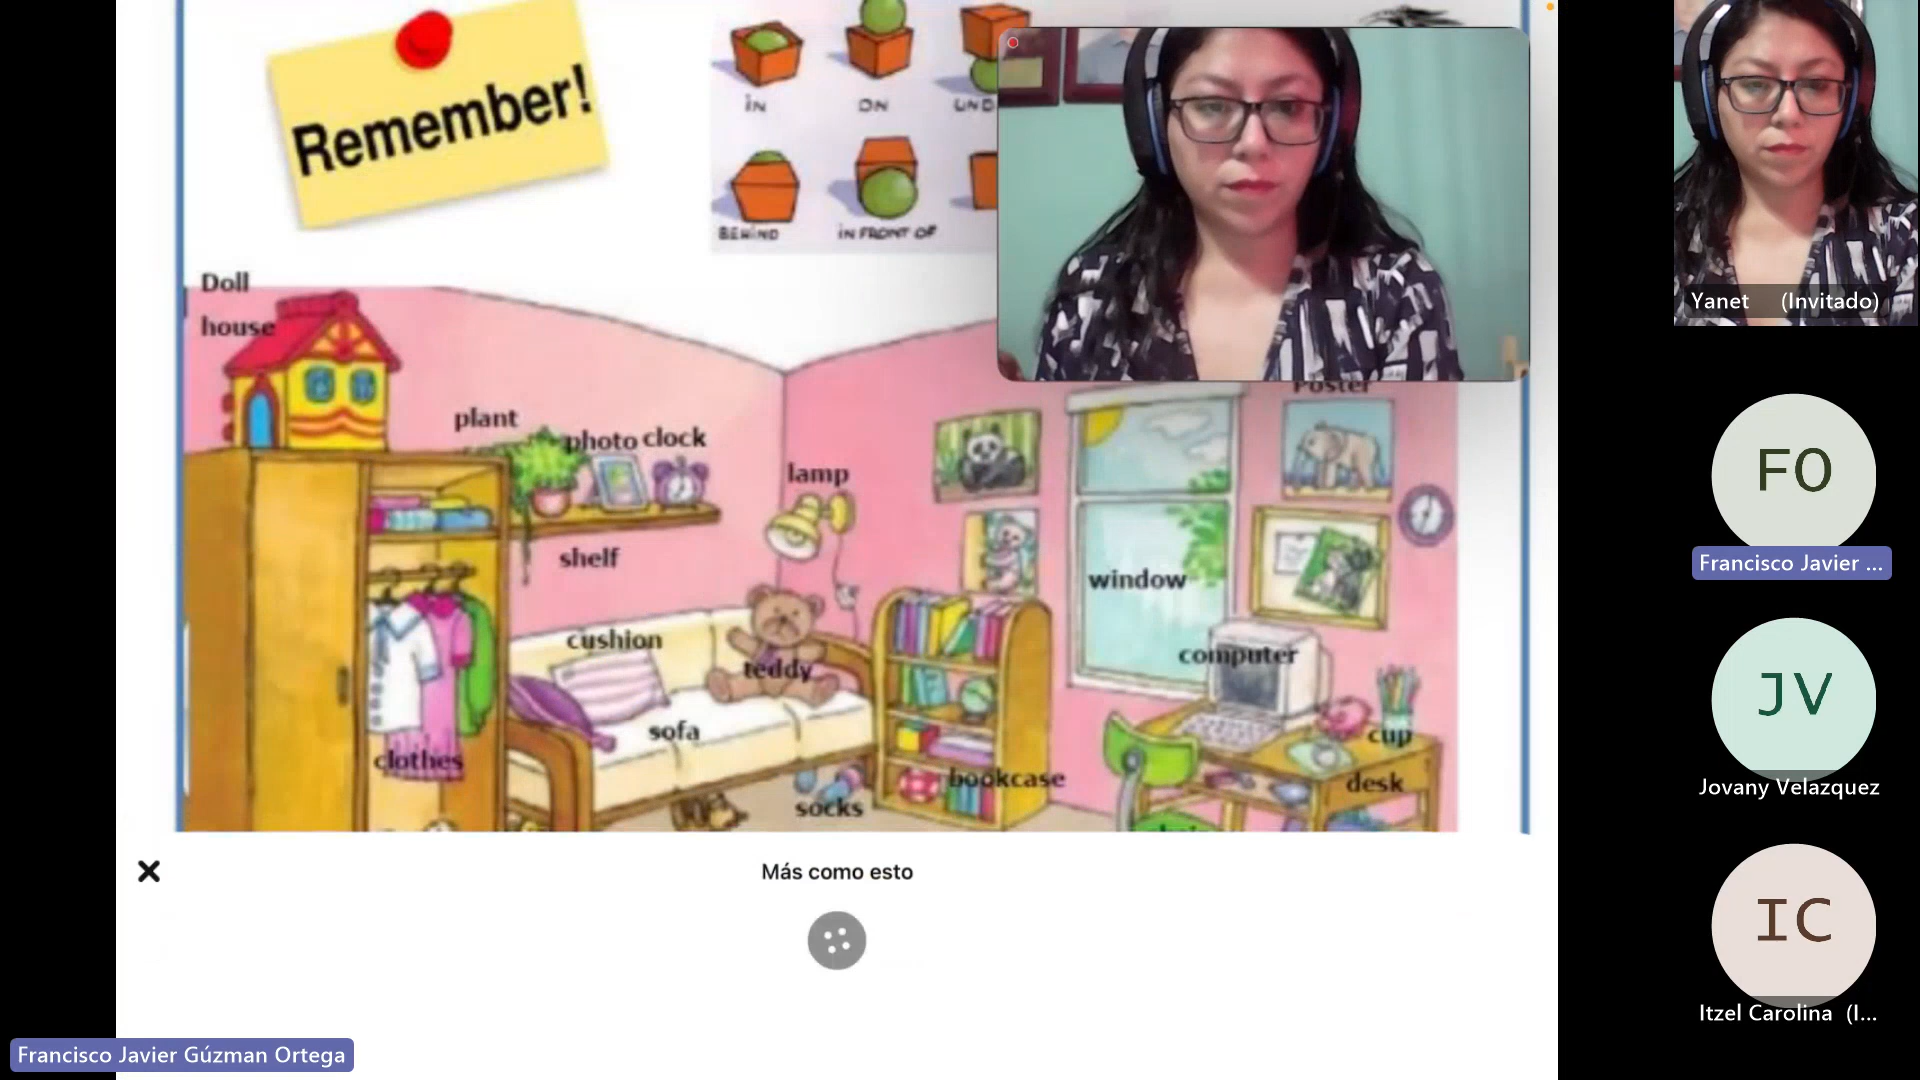 Remember!
IN
ON
UND
BEHIND
IN FRONT OF
Doll
house
Poster
plant
photo
clock
lamp
shelf
window
cushion
teddy
computer
sofa
cup
clothes
bookcase
desk
socks
Más como esto
Francisco Javier Gúzman Ortega
Yanet (Invitado)
FO
Francisco Javier ...
JV
Jovany Velazquez
IC
Itzel Carolina (I...